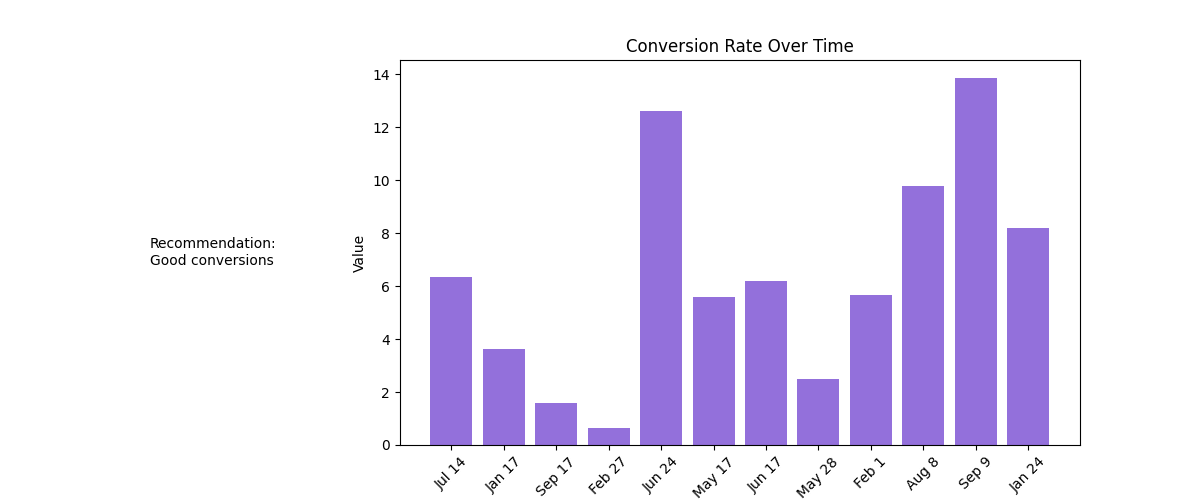 Conversion Rate Over Time
Recommendation:
Good conversions
Value
14
12
10
8
6
4
2
0
Jul 14
Jan 17
Sep 17
Feb 27
Jun 24
May 17
Jun 17
May 28
Feb 1
Aug 8
Sep 9
Jan 24